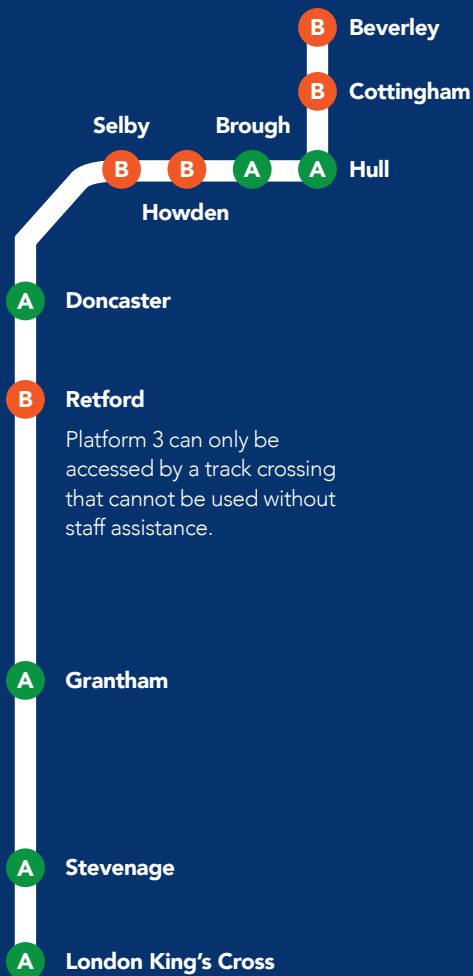 B Beverley
B Cottingham
Selby Brough
B B A A Hull
Howden
A Doncaster
B Retford
Platform 3 can only be
accessed by a track crossing
that cannot be used without
staff assistance.
A Grantham
A Stevenage
A London King's Cross